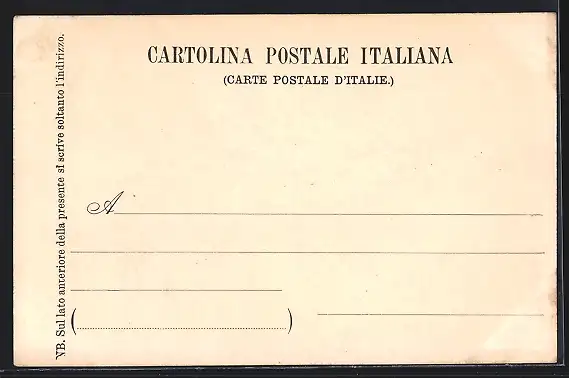 CARTOLINA POSTALE ITALIANA
(CARTE POSTALE D'ITALIE.)
NB. Sul lato anteriore della presente si scrive soltanto l'indirizzo.
A
( )